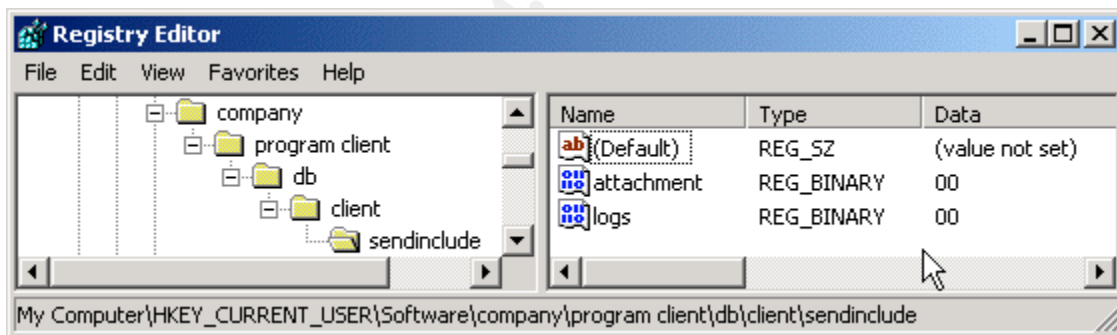 Registry Editor
File Edit View Favorites Help
company
program client
db
client
sendinclude
Name Type Data
(Default) REG_SZ (value not set)
attachment REG_BINARY 00
logs REG_BINARY 00
My Computer\HKEY_CURRENT_USER\Software\company\program client\db\client\sendinclude